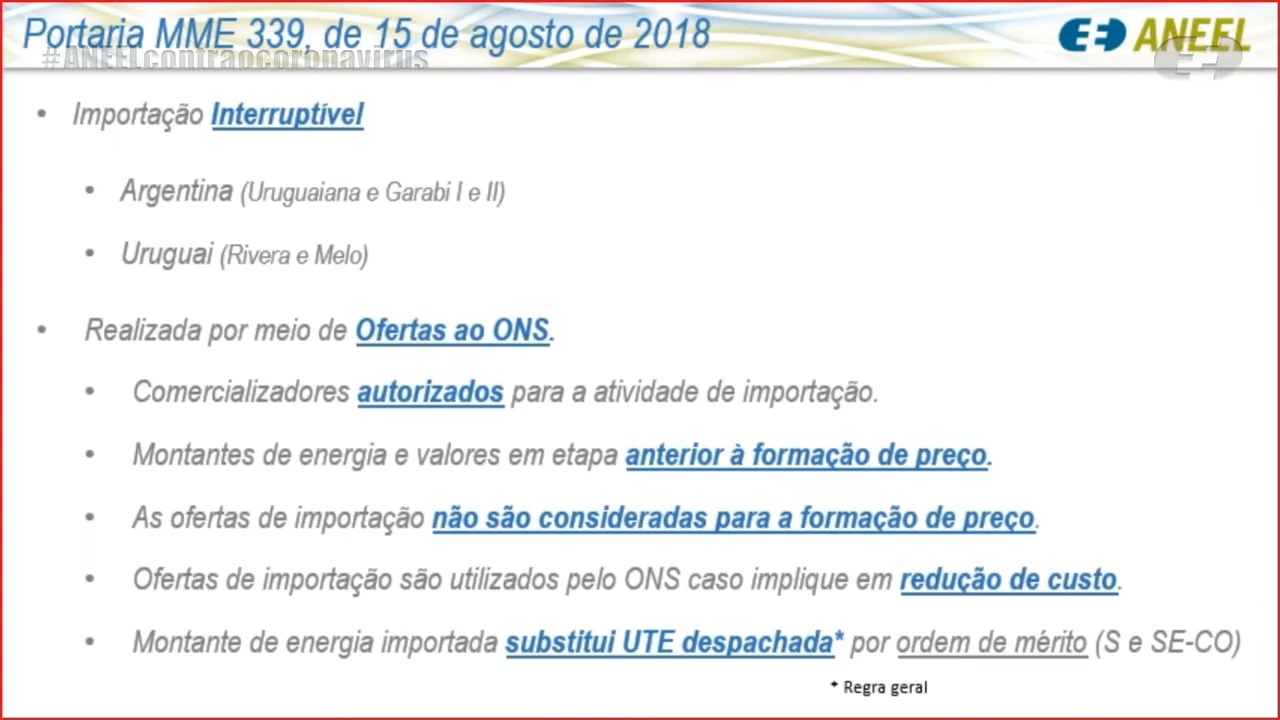 Portaria MME 339, de 15 de agosto de 2018
ANEEL
#ANEELcontraocoronavirus
• Importação Interruptível
• Argentina (Uruguaiana e Garabi I e II)
• Uruguai (Rivera e Melo)
• Realizada por meio de Ofertas ao ONS.
• Comercializadores autorizados para a atividade de importação.
• Montantes de energia e valores em etapa anterior à formação de preço.
• As ofertas de importação não são consideradas para a formação de preço.
• Ofertas de importação são utilizados pelo ONS caso implique em redução de custo.
• Montante de energia importada substitui UTE despachada* por ordem de mérito (S e SE-CO)
* Regra geral